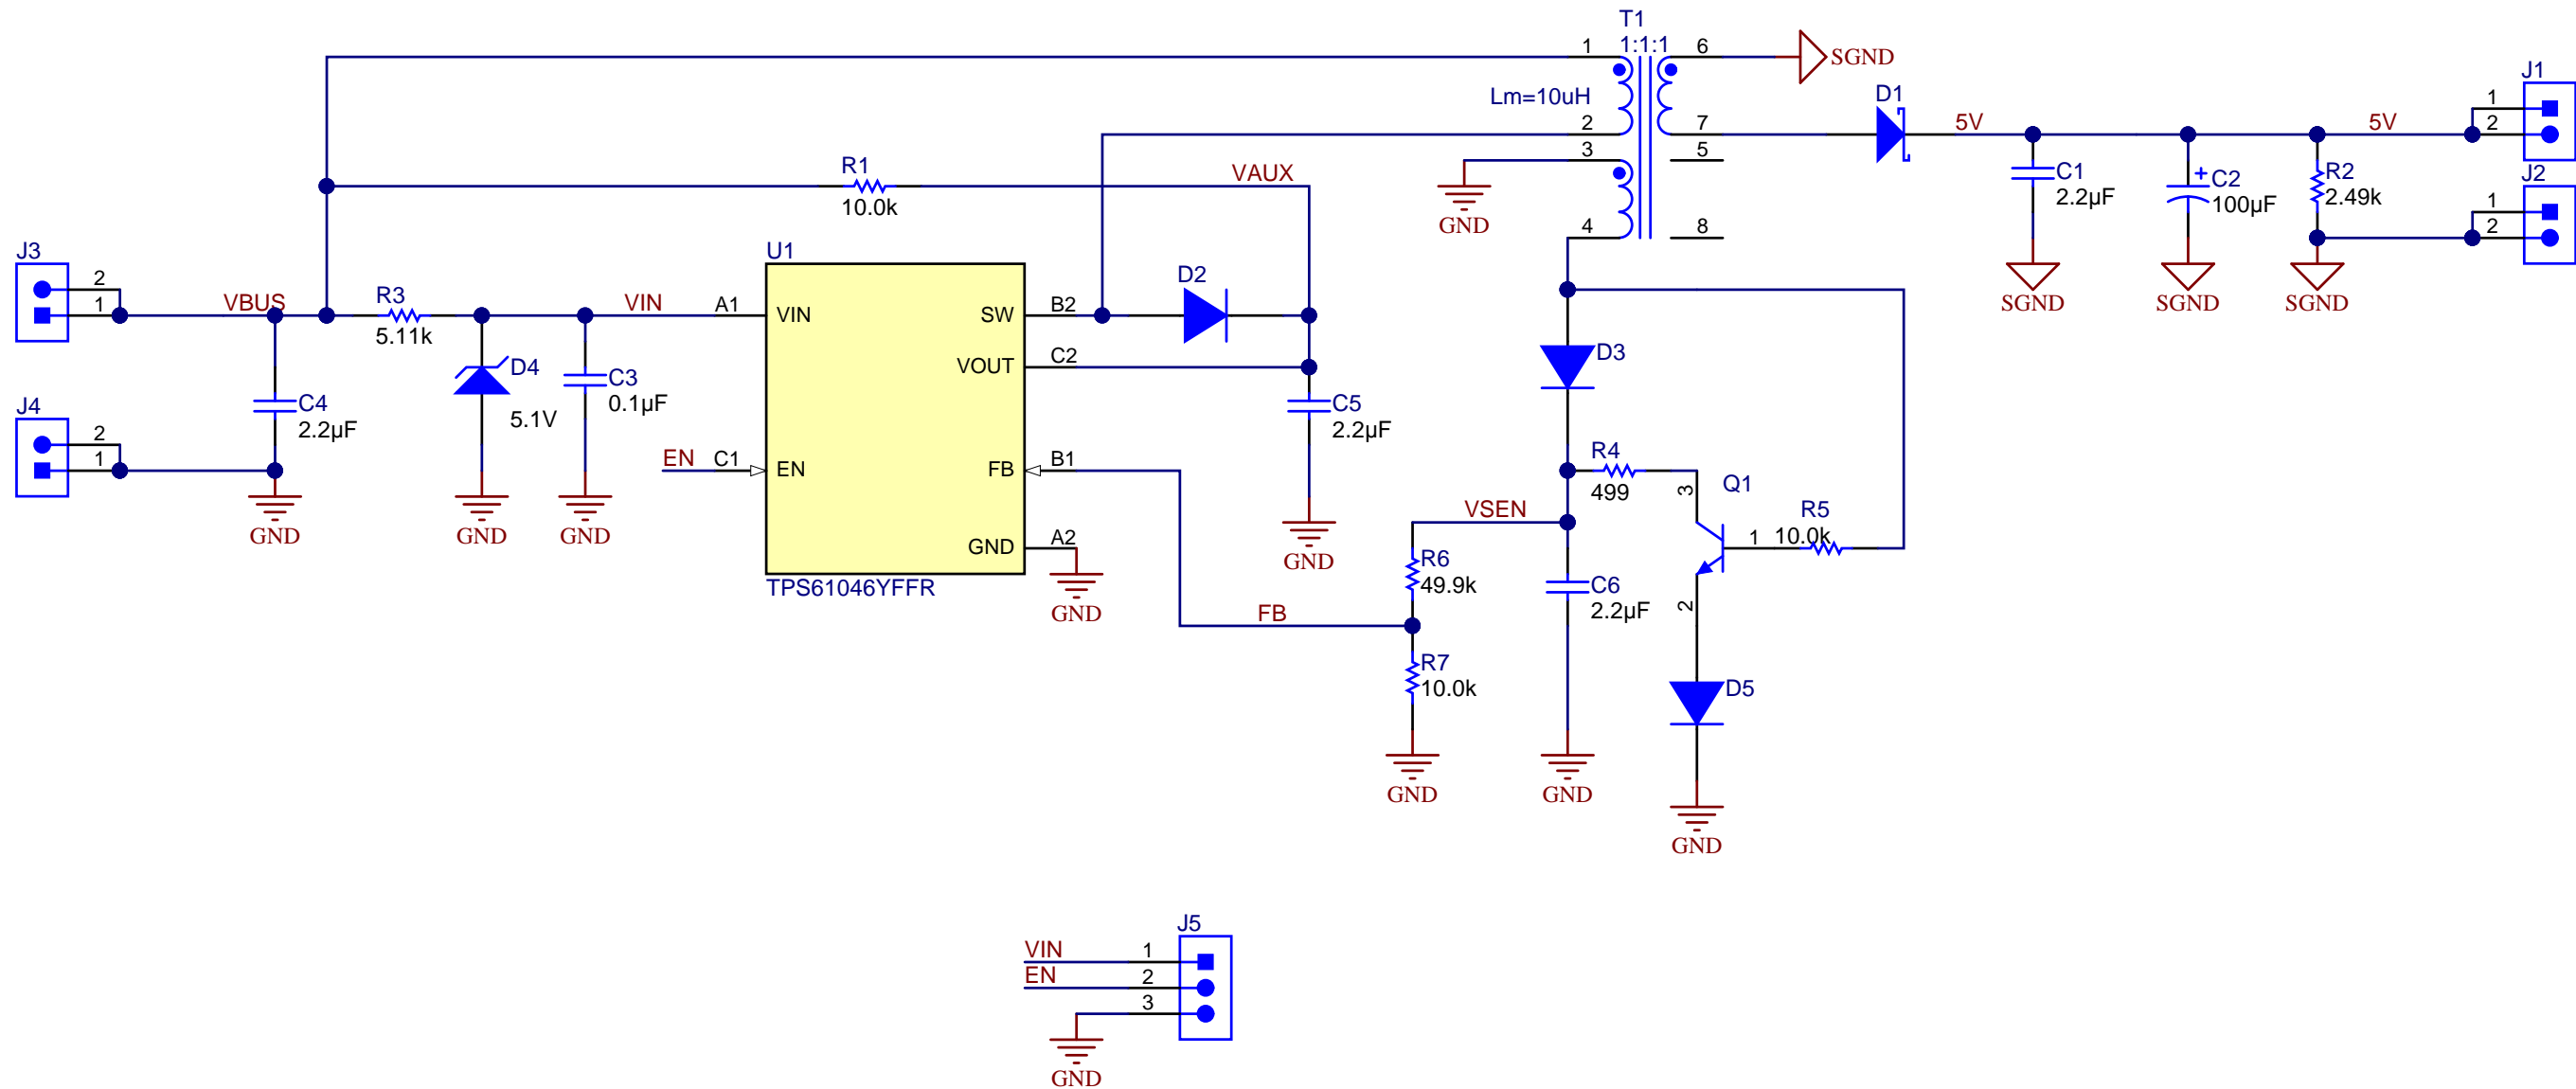 T1
1:1:1
1
6
SGND
Lm=10uH
2
7
3
5
4
8
GND
D1
5V
5V
J1
1
2
C1
2.2µF
C2
100µF
R2
2.49k
J2
1
2
SGND
SGND
SGND
R1
10.0k
VAUX
J3
2
1
VBUS
R3
5.11k
VIN
A1
U1
VIN
SW
B2
VOUT
C2
EN
C1
EN
FB
B1
GND
A2
TPS61046YFFR
GND
D2
D4
5.1V
C3
0.1µF
J4
2
1
C4
2.2µF
GND
GND
GND
C5
2.2µF
GND
D3
R4
499
Q1
3
1
2
R5
10.0k
VSEN
R6
49.9k
C6
2.2µF
FB
R7
10.0k
D5
GND
GND
GND
J5
VIN
1
EN
2
3
GND